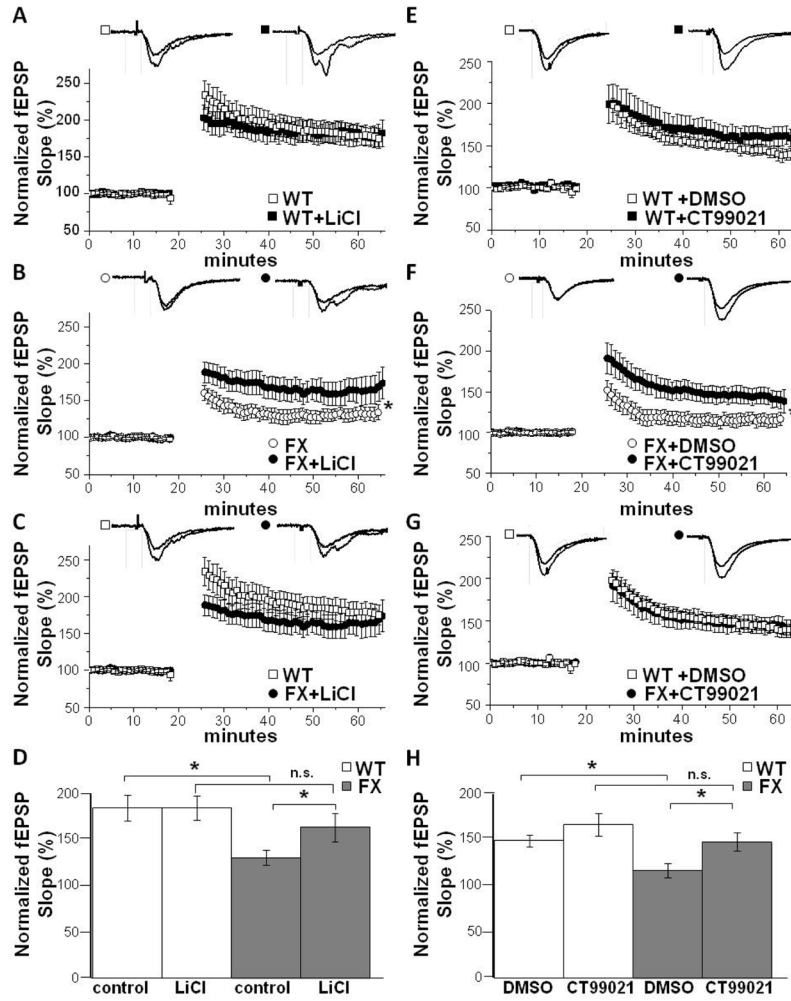 A
Normalized fEPSP
Slope (%)
250
200
150
100
50
WT
WT+LiCl
0 10 20 30 40 50 60
minutes
B
Normalized fEPSP
Slope (%)
250
200
150
100
50
*
FX
FX+LiCl
0 10 20 30 40 50 60
minutes
C
Normalized fEPSP
Slope (%)
250
200
150
100
50
WT
FX+LiCl
0 10 20 30 40 50 60
minutes
D
Normalized fEPSP
Slope (%)
200
150
100
50
0
*
n.s.
*
WT
FX
control LiCl control LiCl
E
Normalized fEPSP
Slope (%)
250
200
150
100
50
WT +DMSO
WT+CT99021
0 10 20 30 40 50 60
minutes
F
Normalized fEPSP
Slope (%)
250
200
150
100
50
*
FX+DMSO
FX+CT99021
0 10 20 30 40 50 60
minutes
G
Normalized fEPSP
Slope (%)
250
200
150
100
50
WT +DMSO
FX+CT99021
0 10 20 30 40 50 60
minutes
H
Normalized fEPSP
Slope (%)
200
150
100
50
0
*
n.s.
*
WT
FX
DMSO CT99021 DMSO CT99021